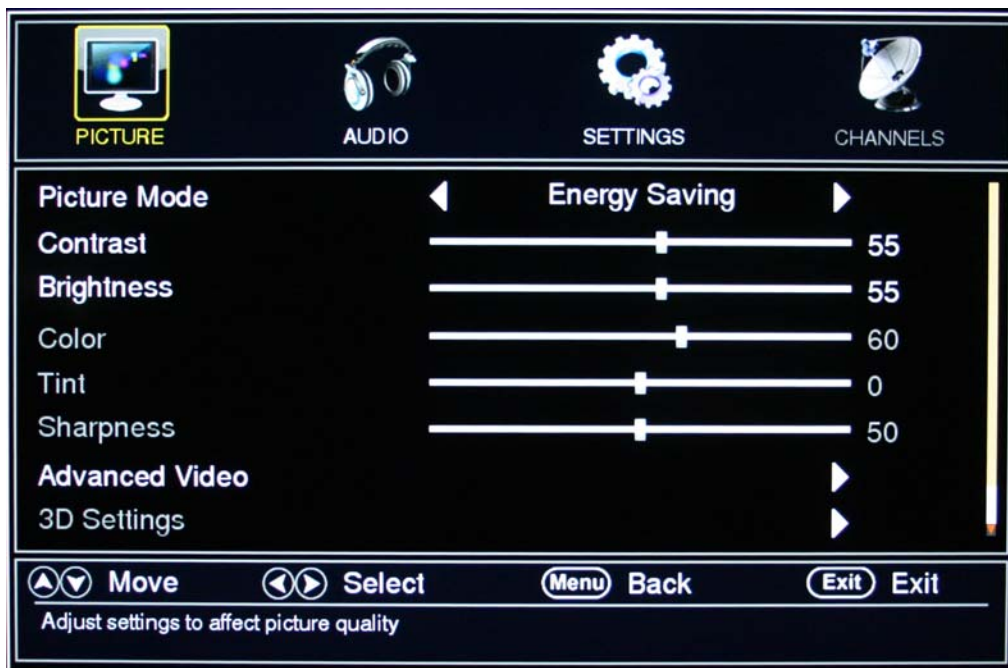 PICTURE AUDIO SETTINGS CHANNELS
Picture Mode Energy Saving
Contrast 55
Brightness 55
Color 60
Tint 0
Sharpness 50
Advanced Video
3D Settings
Move Select Menu Back Exit Exit
Adjust settings to affect picture quality